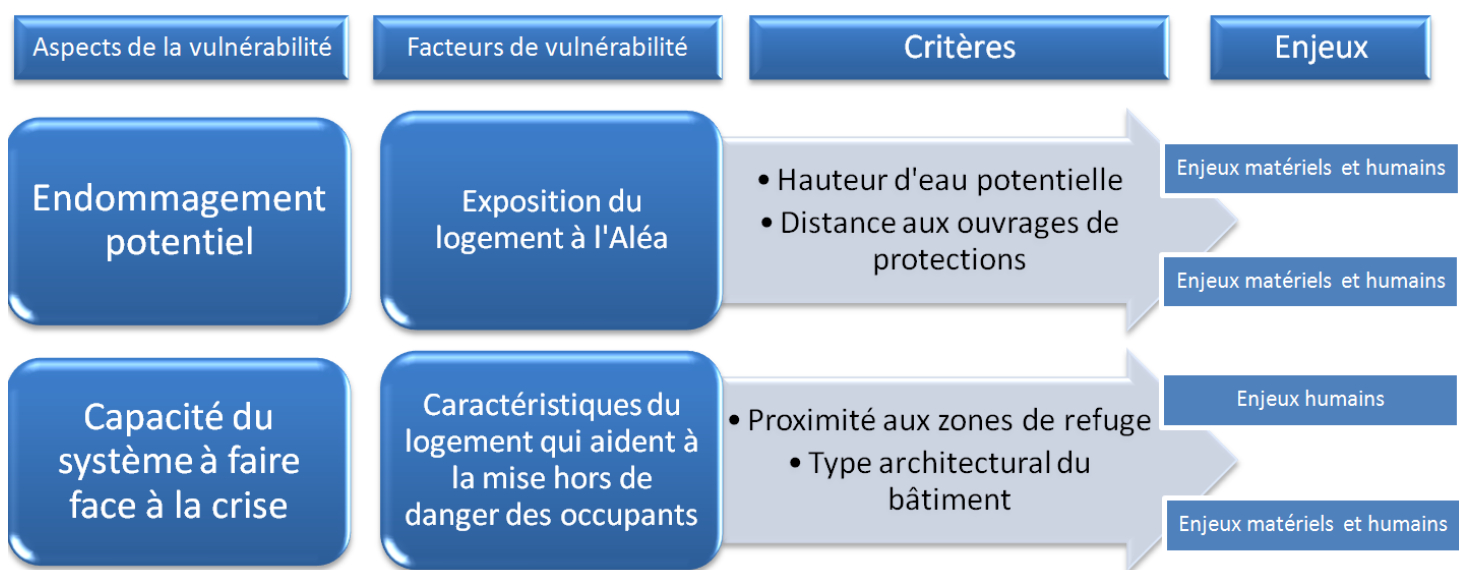 Aspects de la vulnérabilité
Facteurs de vulnérabilité
Critères
Enjeux
Endommagement
potentiel
Exposition du
logement à l'Aléa
• Hauteur d'eau potentielle
• Distance aux ouvrages de
protections
Enjeux matériels et humains
Enjeux matériels et humains
Capacité du
système à faire
face à la crise
Caractéristiques du
logement qui aident à
la mise hors de
danger des occupants
• Proximité aux zones de refuge
• Type architectural du
bâtiment
Enjeux humains
Enjeux matériels et humains